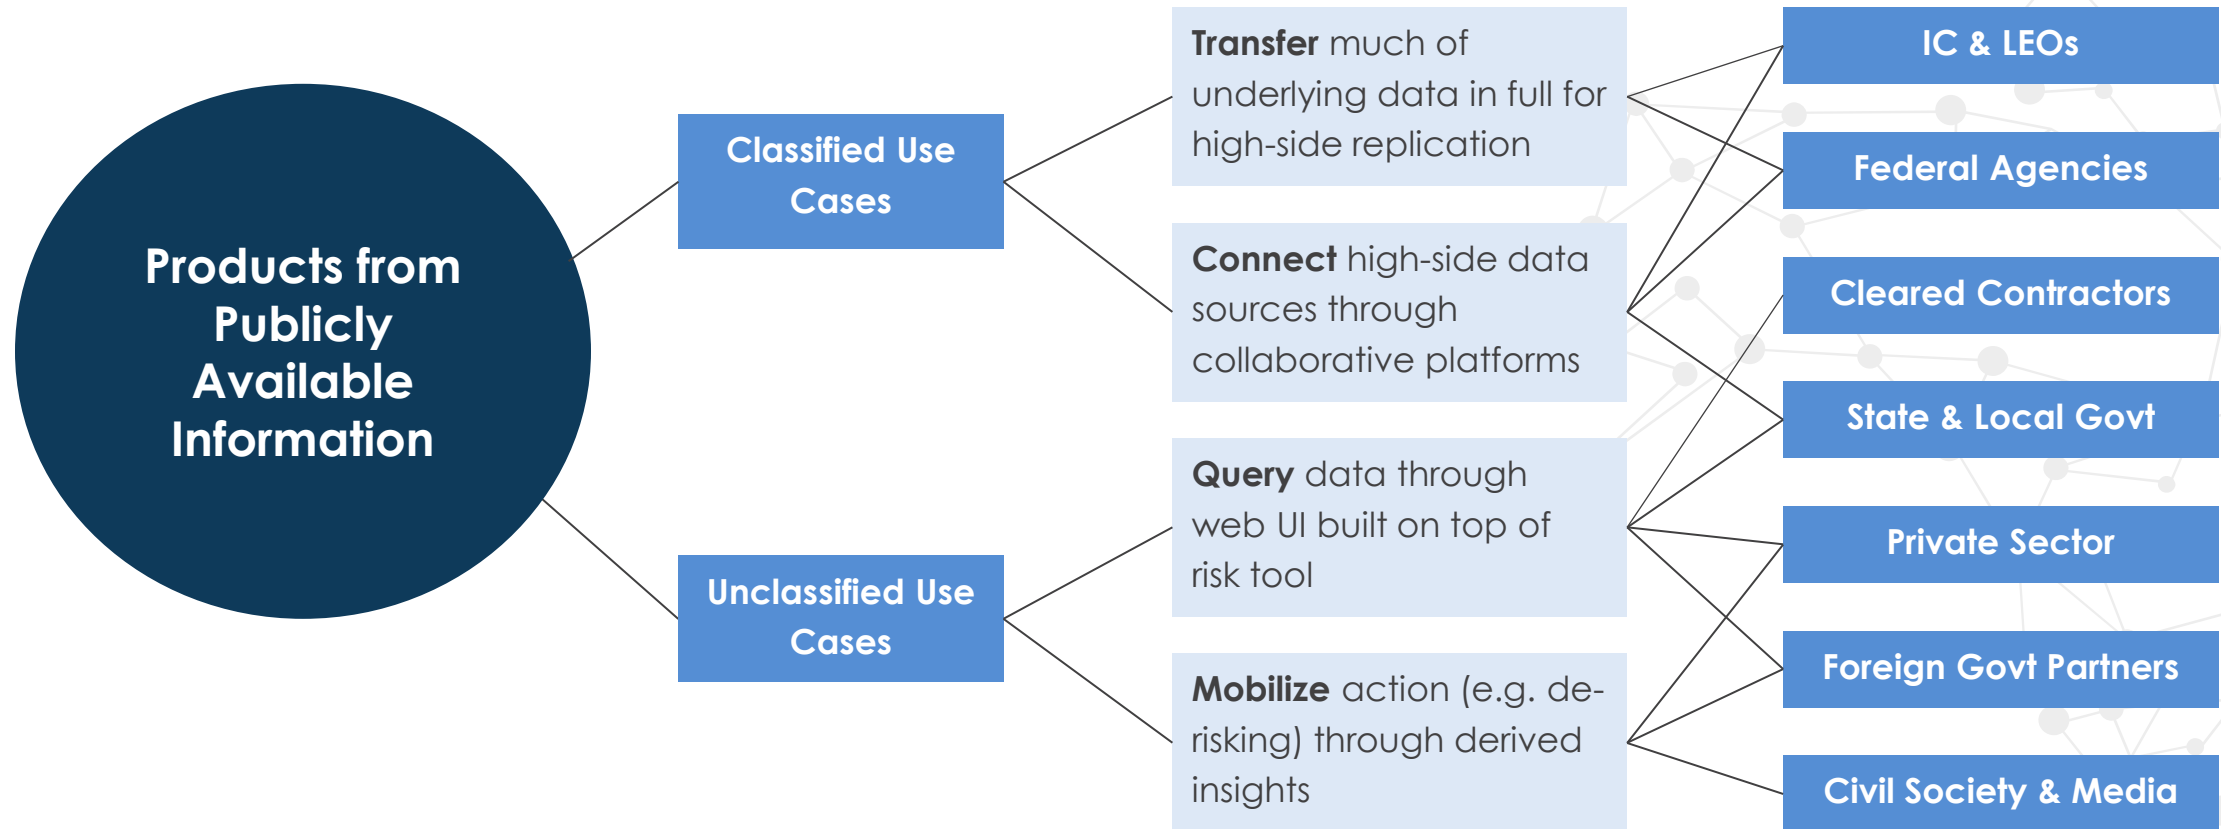 Products from
Publicly
Available
Information
Classified Use
Cases
Unclassified Use
Cases
Transfer much of
underlying data in full for
high-side replication
Connect high-side data
sources through
collaborative platforms
Query data through
web UI built on top of
risk tool
Mobilize action (e.g. de-
risking) through derived
insights
IC & LEOs
Federal Agencies
Cleared Contractors
State & Local Govt
Private Sector
Foreign Govt Partners
Civil Society & Media